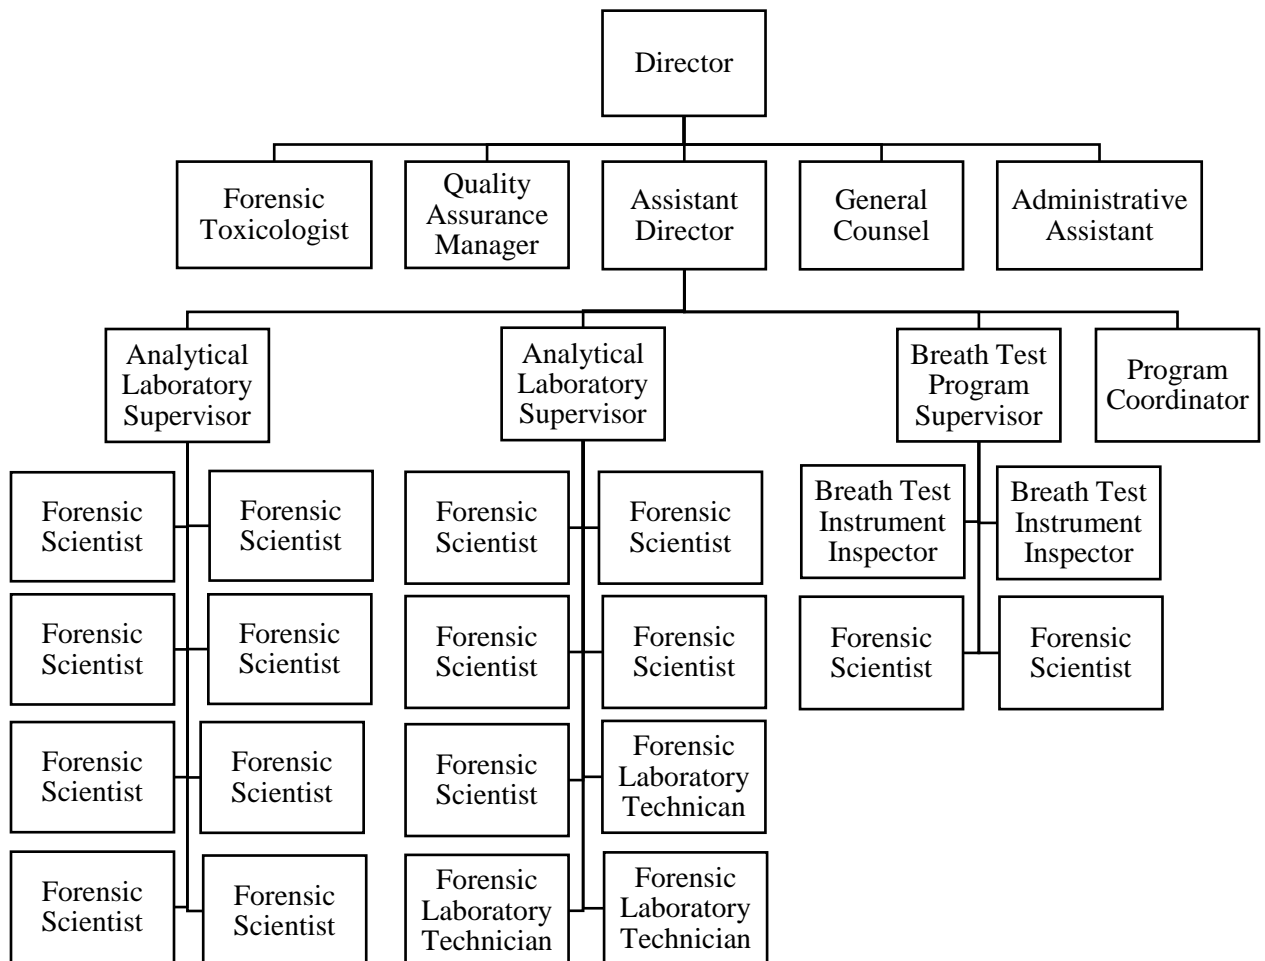 Director
Forensic
Toxicologist
Quality
Assurance
Manager
Assistant
Director
General
Counsel
Administrative
Assistant
Analytical
Laboratory
Supervisor
Analytical
Laboratory
Supervisor
Breath Test
Program
Supervisor
Program
Coordinator
Forensic
Scientist
Forensic
Scientist
Forensic
Scientist
Forensic
Scientist
Breath Test
Instrument
Inspector
Breath Test
Instrument
Inspector
Forensic
Scientist
Forensic
Scientist
Forensic
Scientist
Forensic
Scientist
Forensic
Scientist
Forensic
Scientist
Forensic
Scientist
Forensic
Scientist
Forensic
Scientist
Forensic
Laboratory
Technican
Forensic
Scientist
Forensic
Scientist
Forensic
Laboratory
Technician
Forensic
Laboratory
Technician